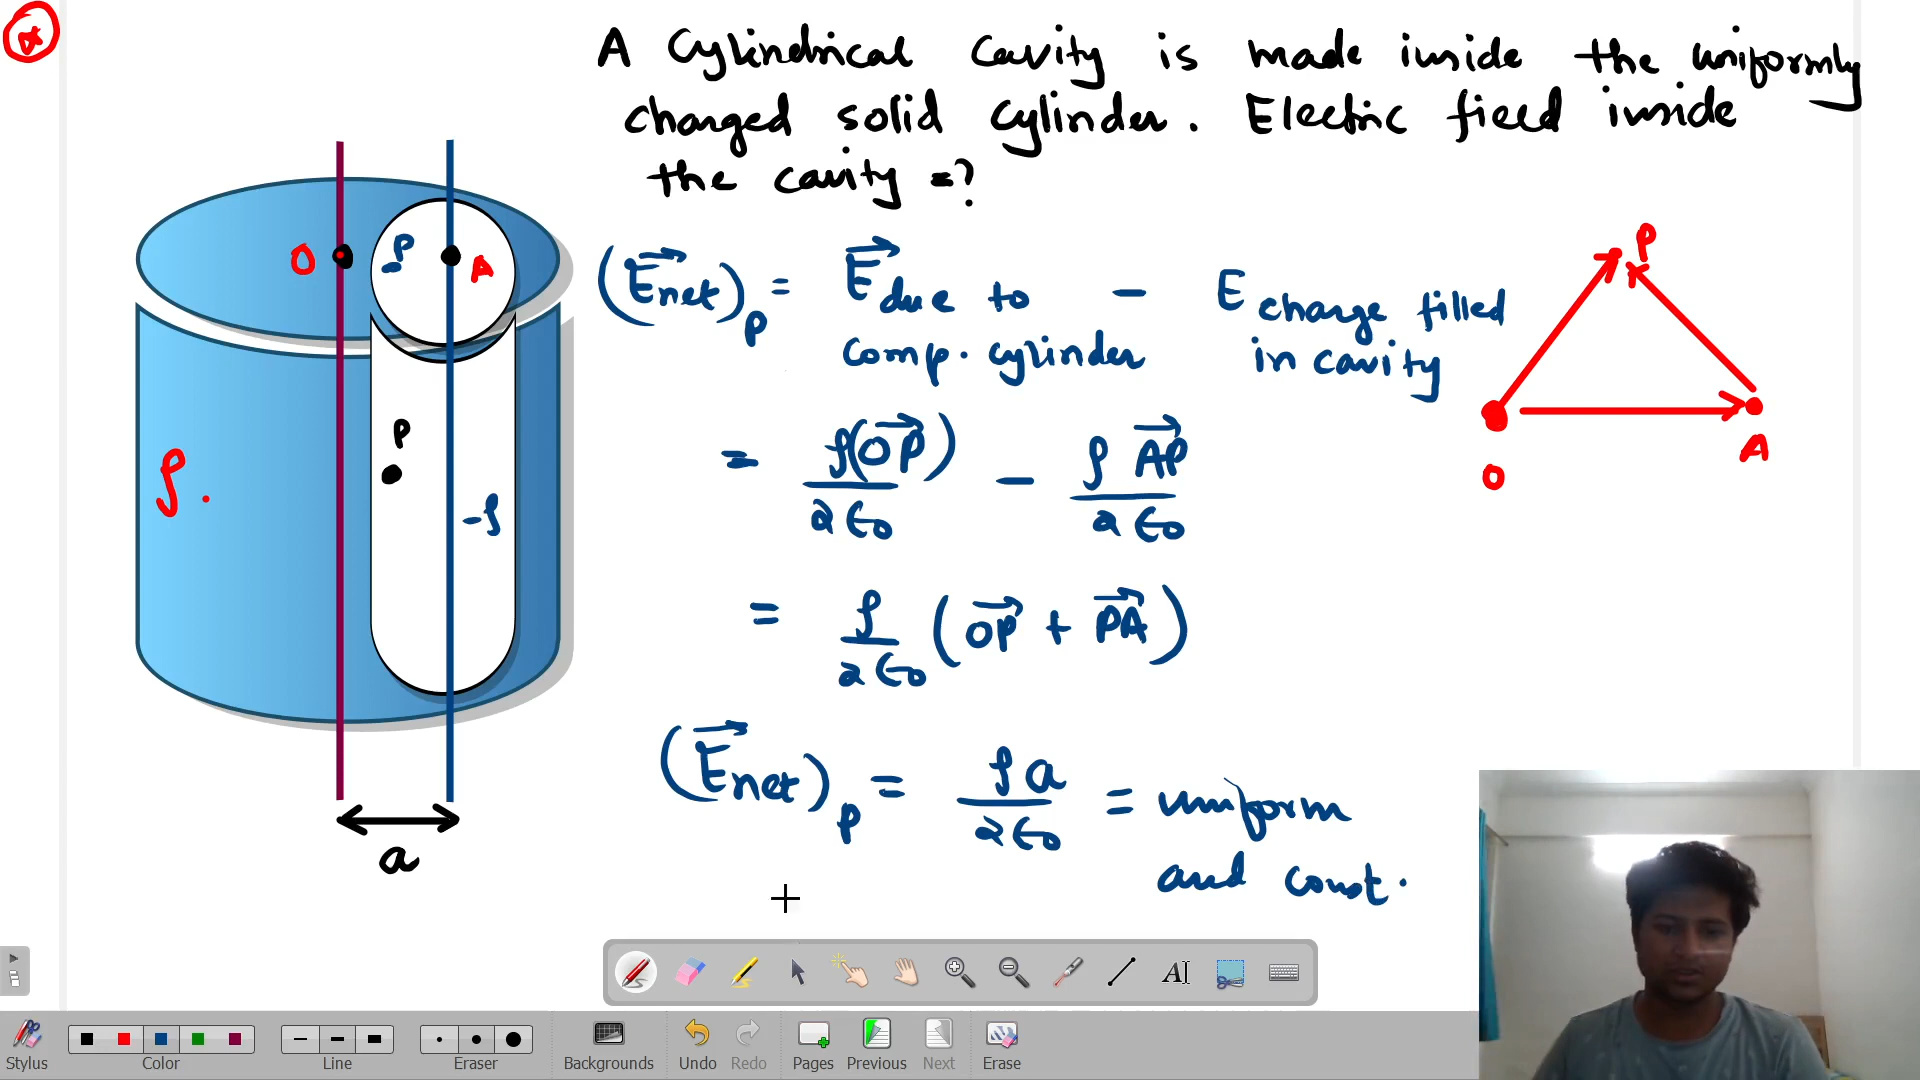 A Cylindrical Cavity is made inside the uniformly
charged solid cylinder. Electric field inside
the cavity =?
O P A
(E⃗net)p = E⃗ due to comp. cylinder - E charge filled in cavity
P
O A
= ρ(OP⃗)/2ϵ₀ - ρ AP⃗/2ϵ₀
P
ρ.
-ρ
= ρ/2ϵ₀ (OP⃗ + PA⃗)
(E⃗net)p = ρa/2ϵ₀ = uniform
and const.
a
AI
Stylus Color Line Eraser Backgrounds Undo Redo Pages Previous Next Erase